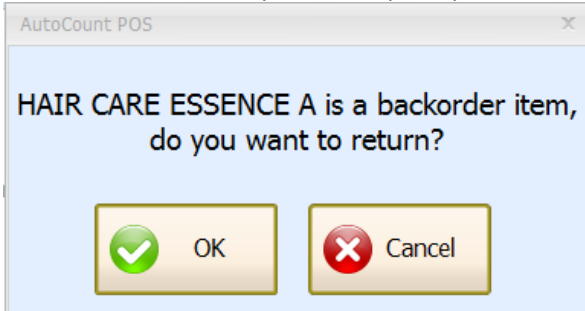 AutoCount POS
HAIR CARE ESSENCE A is a backorder item,
do you want to return?
OK
Cancel